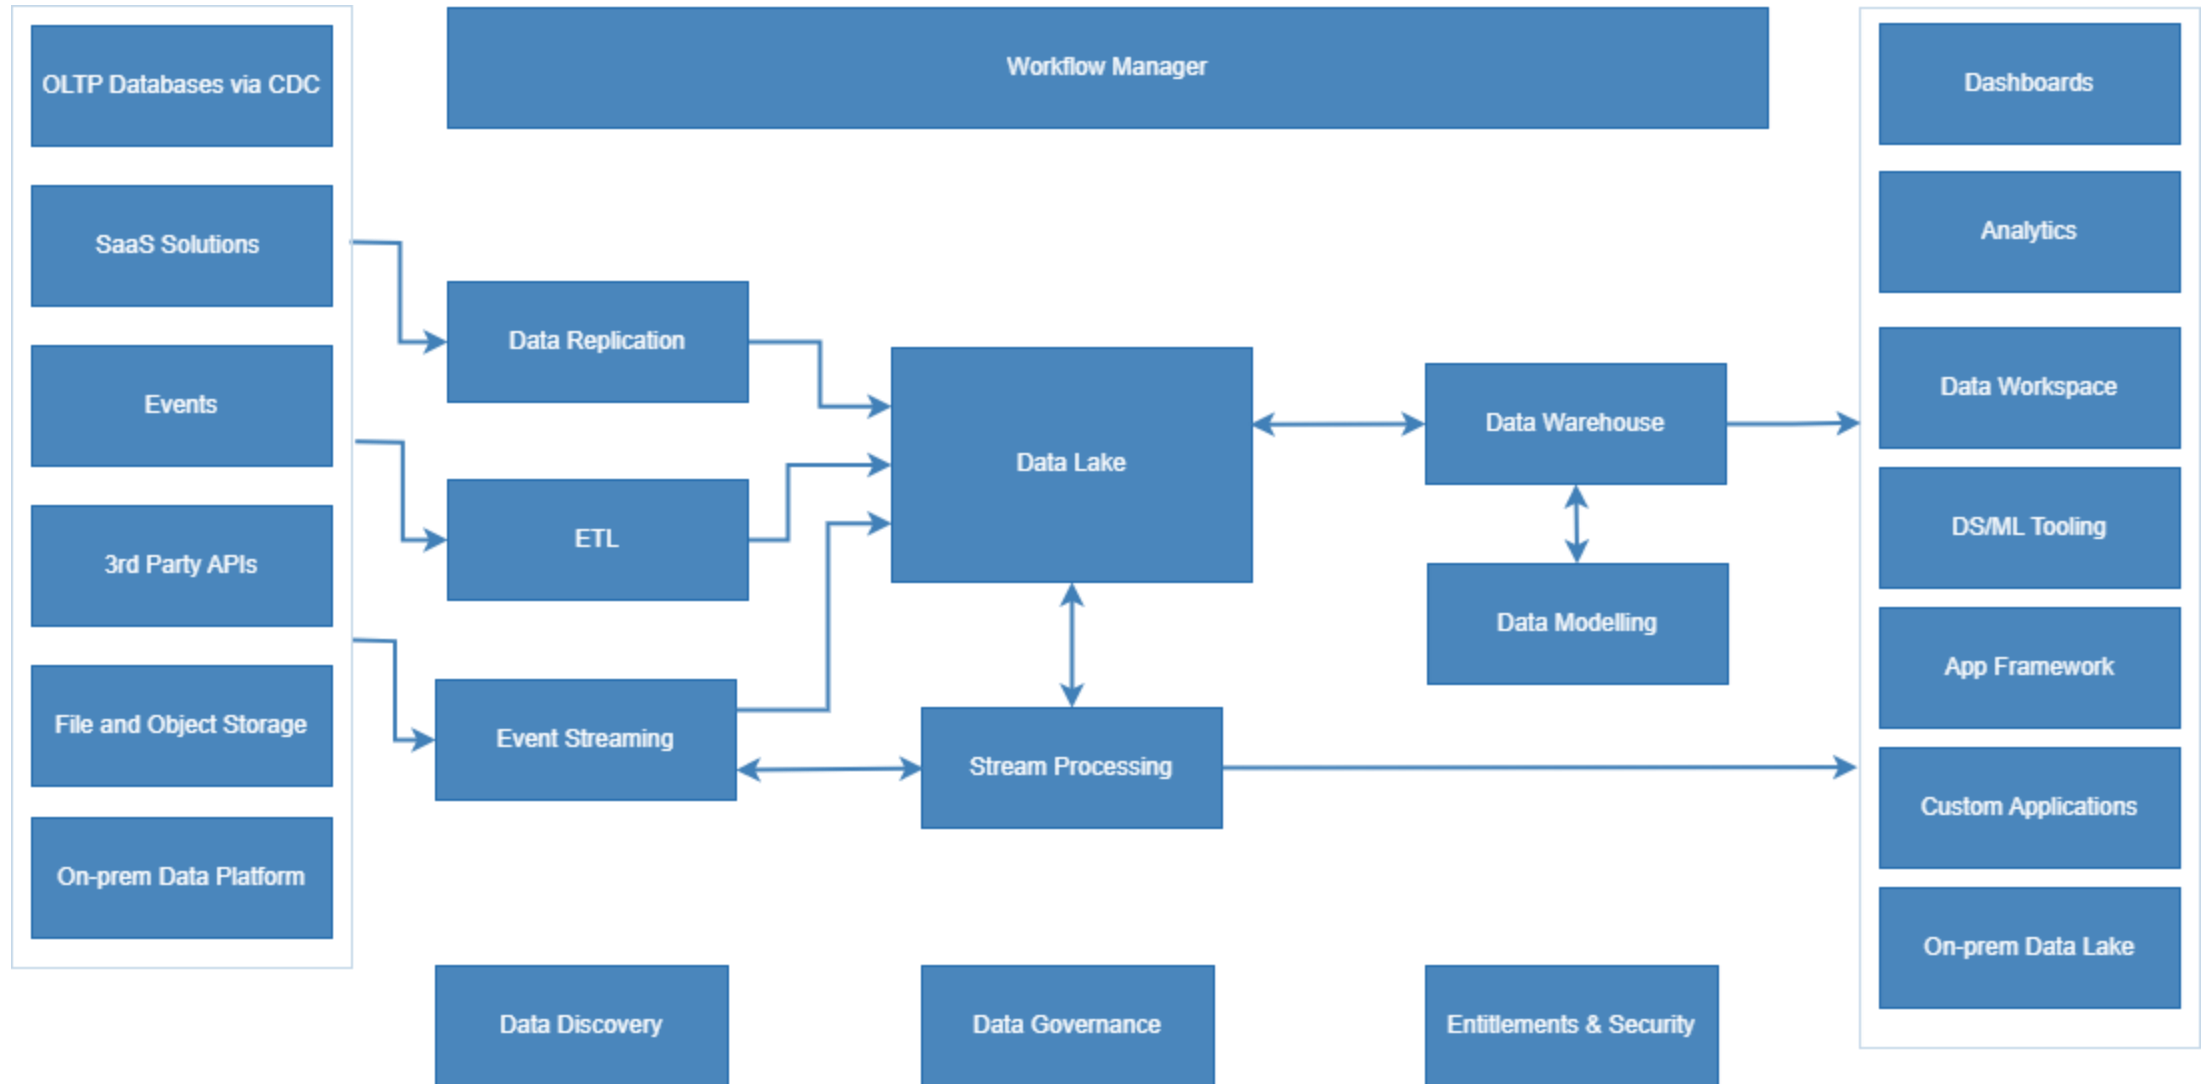 OLTP Databases via CDC
SaaS Solutions
Events
3rd Party APIs
File and Object Storage
On-prem Data Platform
Workflow Manager
Data Replication
ETL
Event Streaming
Data Lake
Stream Processing
Data Warehouse
Data Modelling
Data Discovery
Data Governance
Entitlements & Security
Dashboards
Analytics
Data Workspace
DS/ML Tooling
App Framework
Custom Applications
On-prem Data Lake